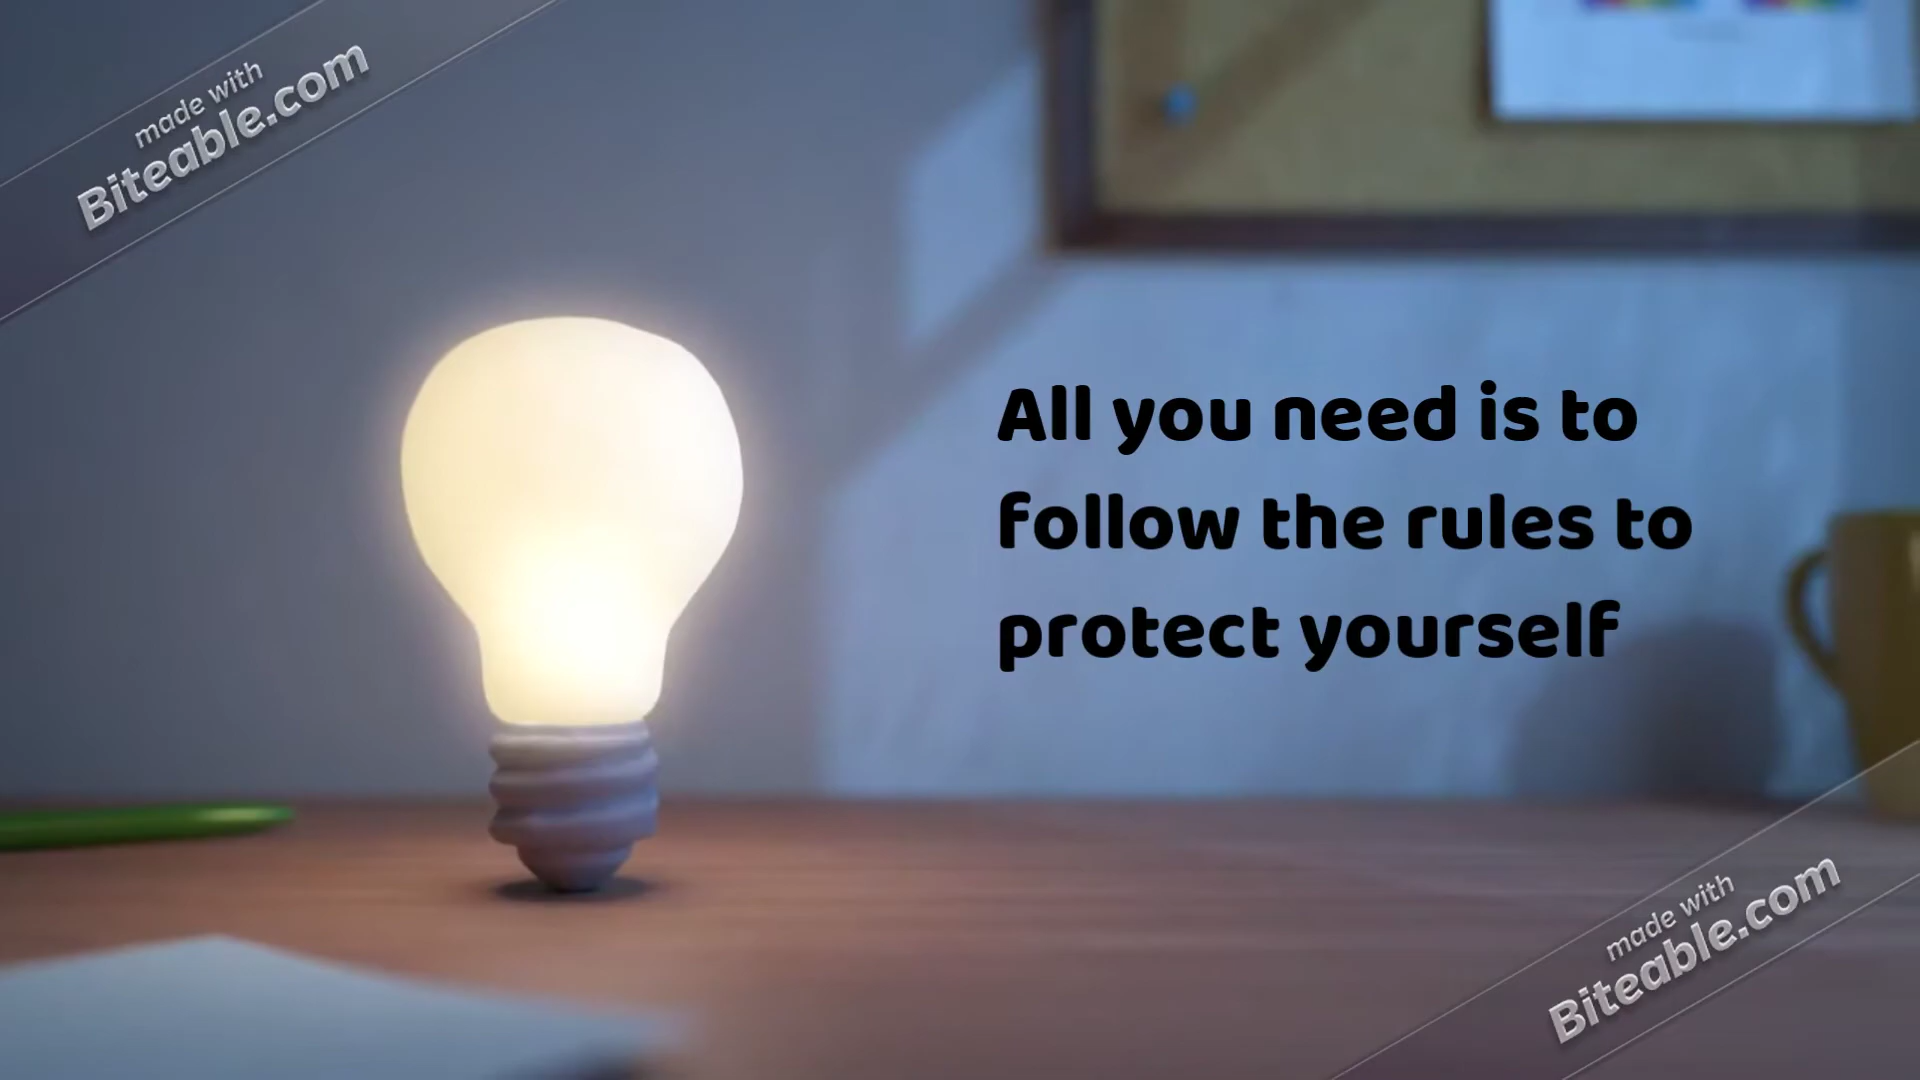 made with
Biteable.com
All you need is to
follow the rules to
protect yourself
made with
Biteable.com